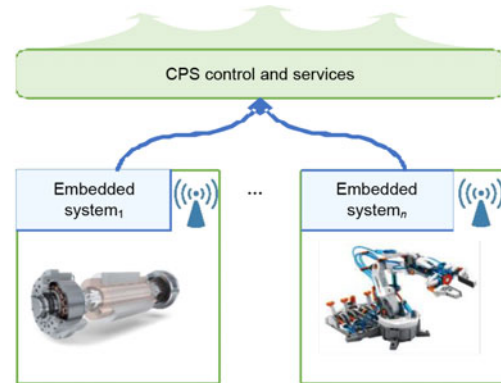 CPS control and services
Embedded
system₁
...
Embedded
systemₙ